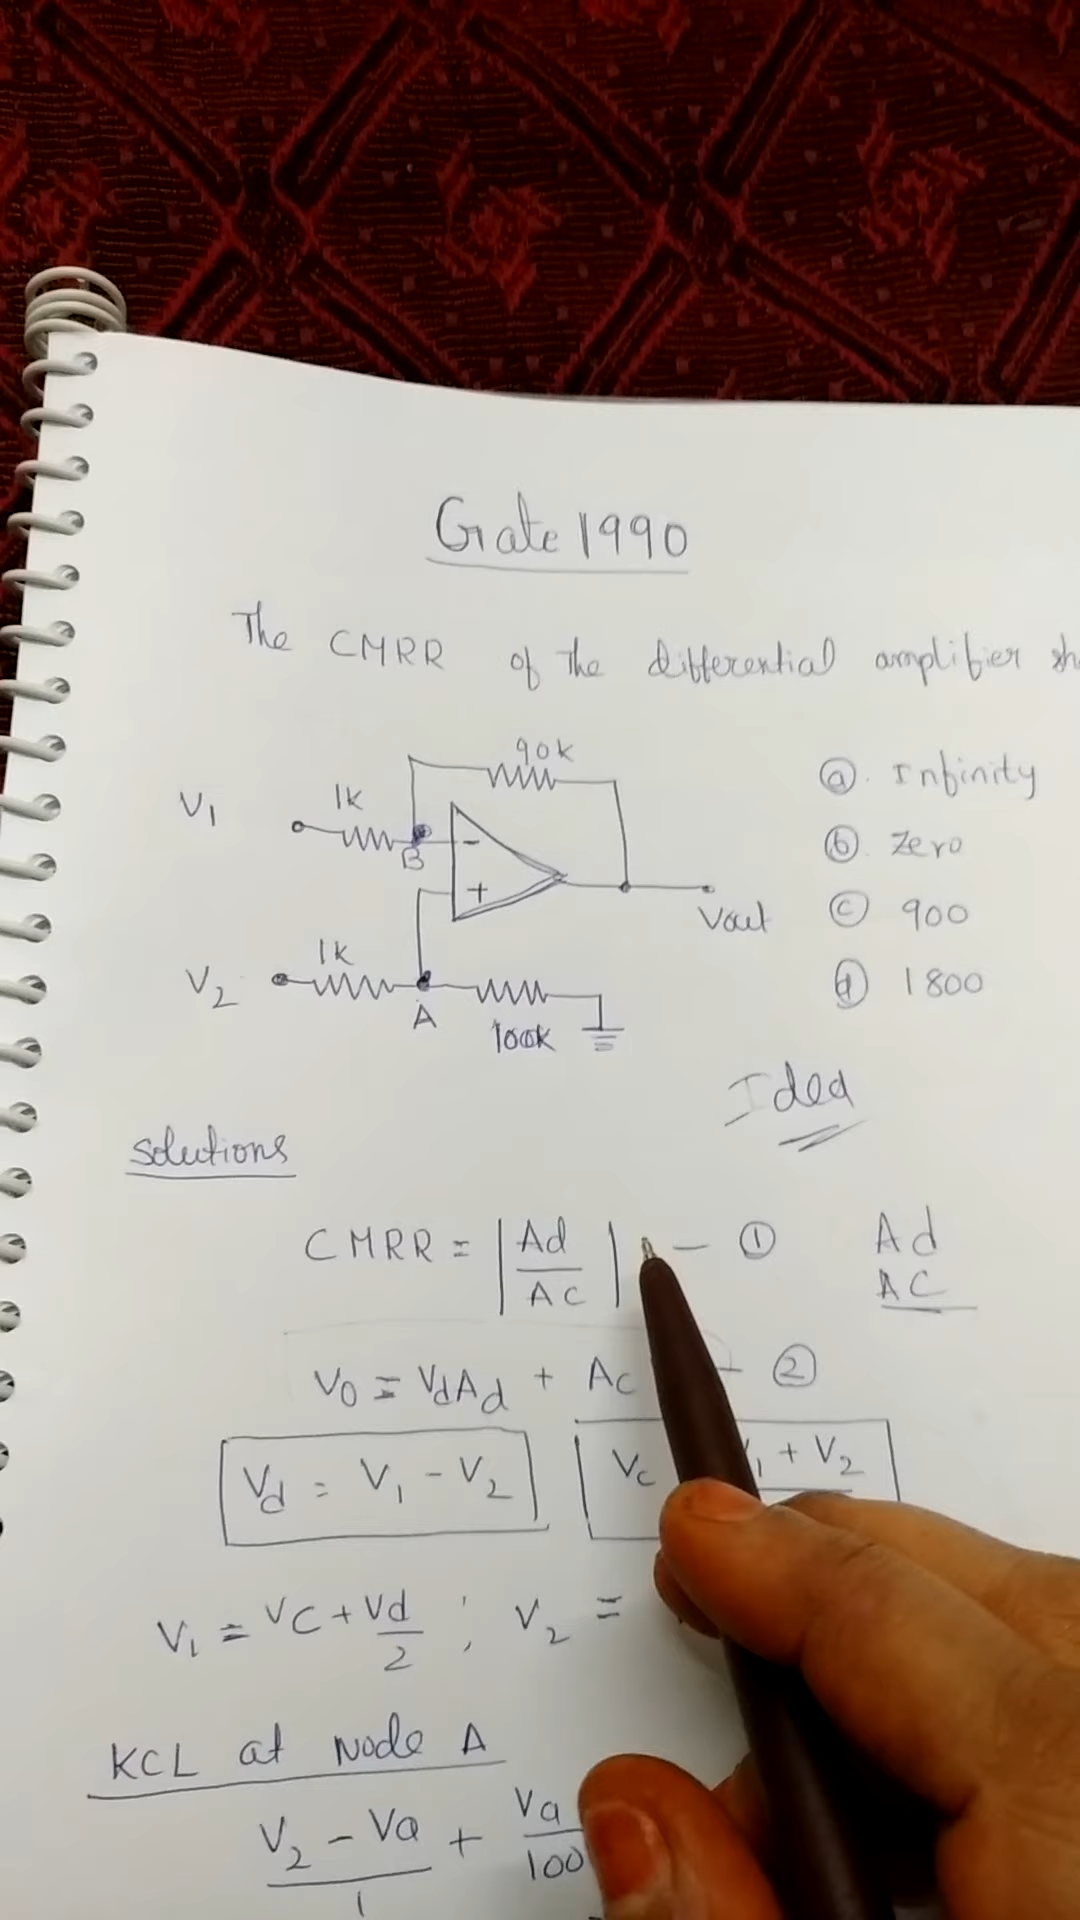 Gate 1990
The CMRR of the differential amplifier
90k
V1
1k
B
-
+
Vout
1k
V2
A
100k
ⓐ. Infinity
ⓑ. Zero
ⓒ 900
ⓓ 1800
Idea
Solutions
CMRR = |Ad/AC| — ①
Ad
AC
V0 = VdAd + Ac — ②
Vd = V1 - V2
Vc 1 + V2
V1 = VC + Vd/2 ; V2 =
KCL at Node A
V2 - Va/1 + Va/100